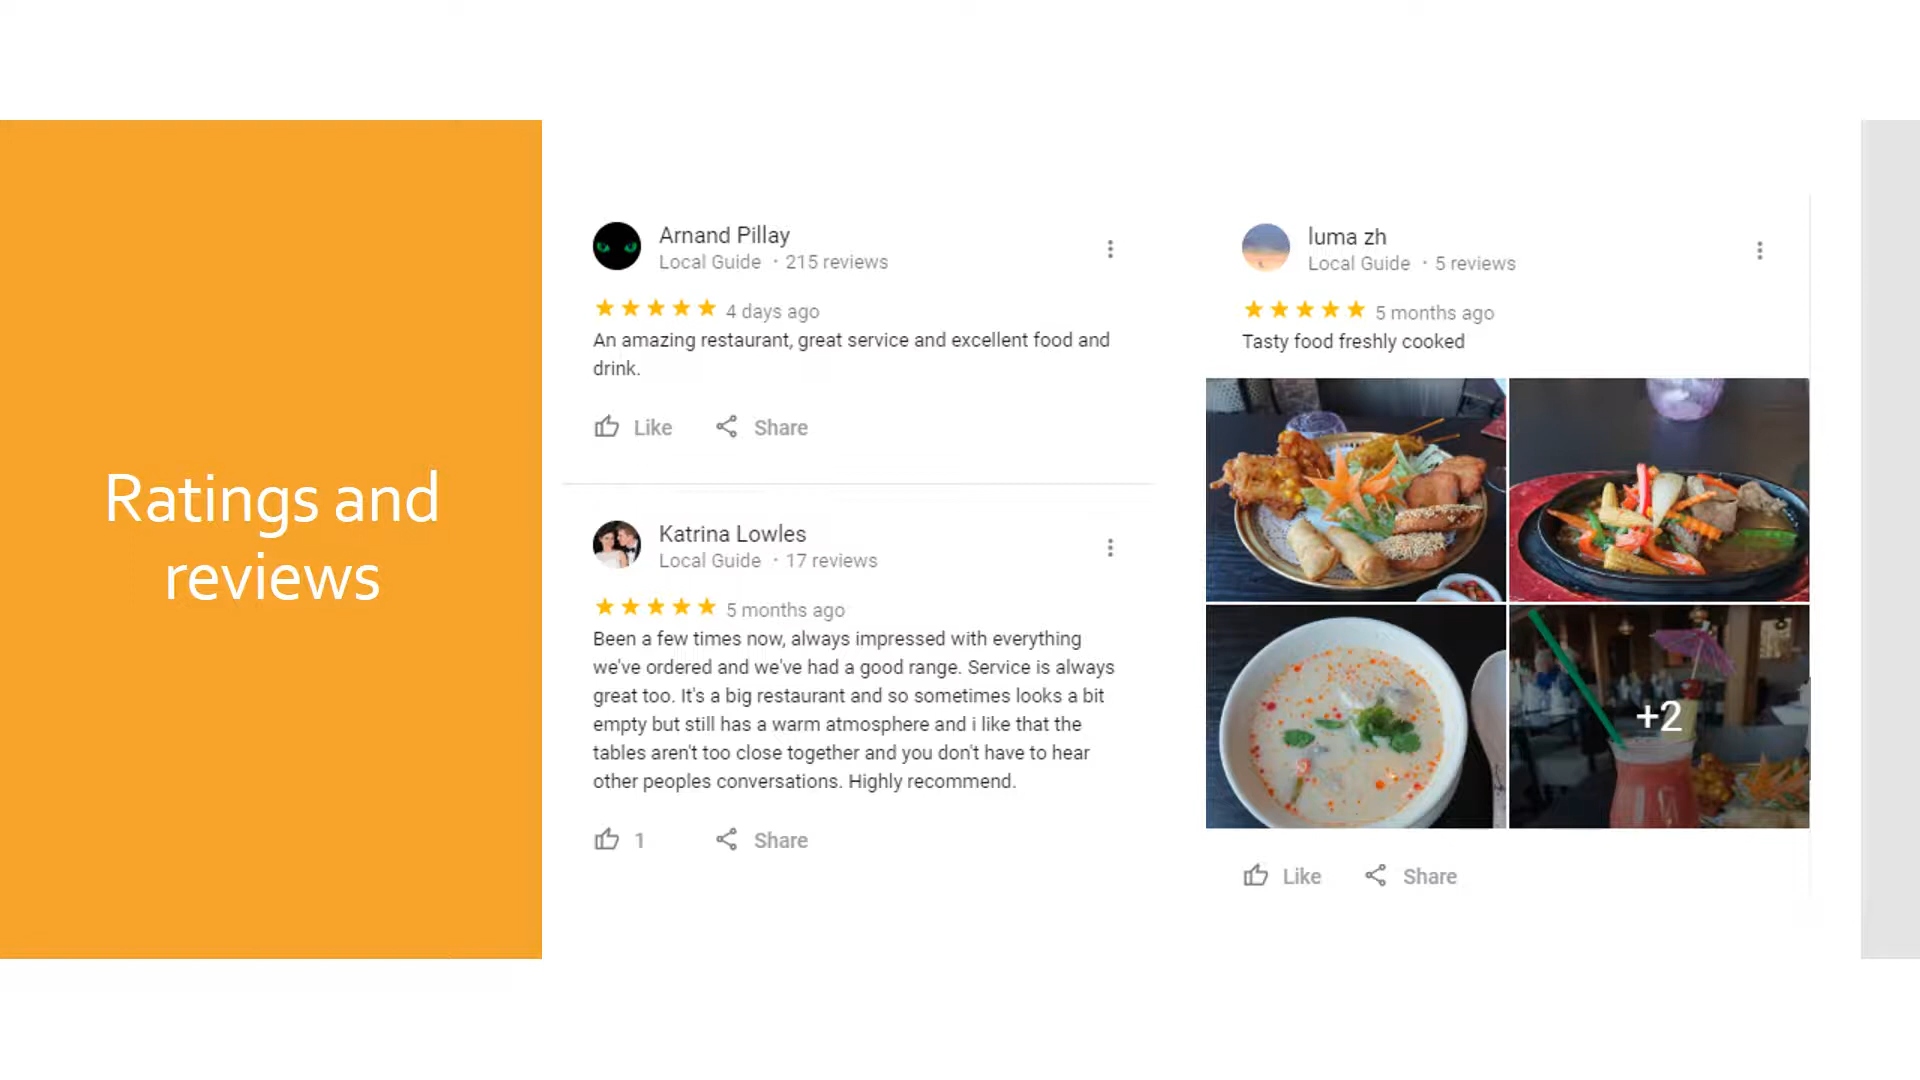 Ratings and
reviews
Arnand Pillay
Local Guide · 215 reviews
4 days ago
An amazing restaurant, great service and excellent food and
drink.
Like Share
Katrina Lowles
Local Guide · 17 reviews
5 months ago
Been a few times now, always impressed with everything
we've ordered and we've had a good range. Service is always
great too. It's a big restaurant and so sometimes looks a bit
empty but still has a warm atmosphere and i like that the
tables aren't too close together and you don't have to hear
other peoples conversations. Highly recommend.
1 Share
luma zh
Local Guide · 5 reviews
5 months ago
Tasty food freshly cooked
+2
Like Share